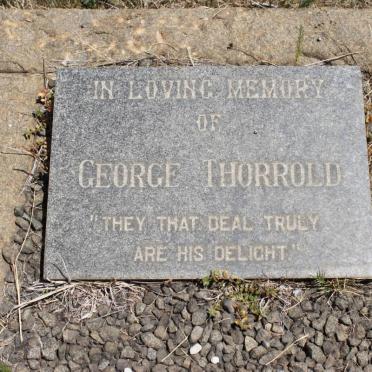 IN LOVING MEMORY
OF
GEORGE THORROLD
"THEY THAT DEAL TRULY
ARE HIS DELIGHT."